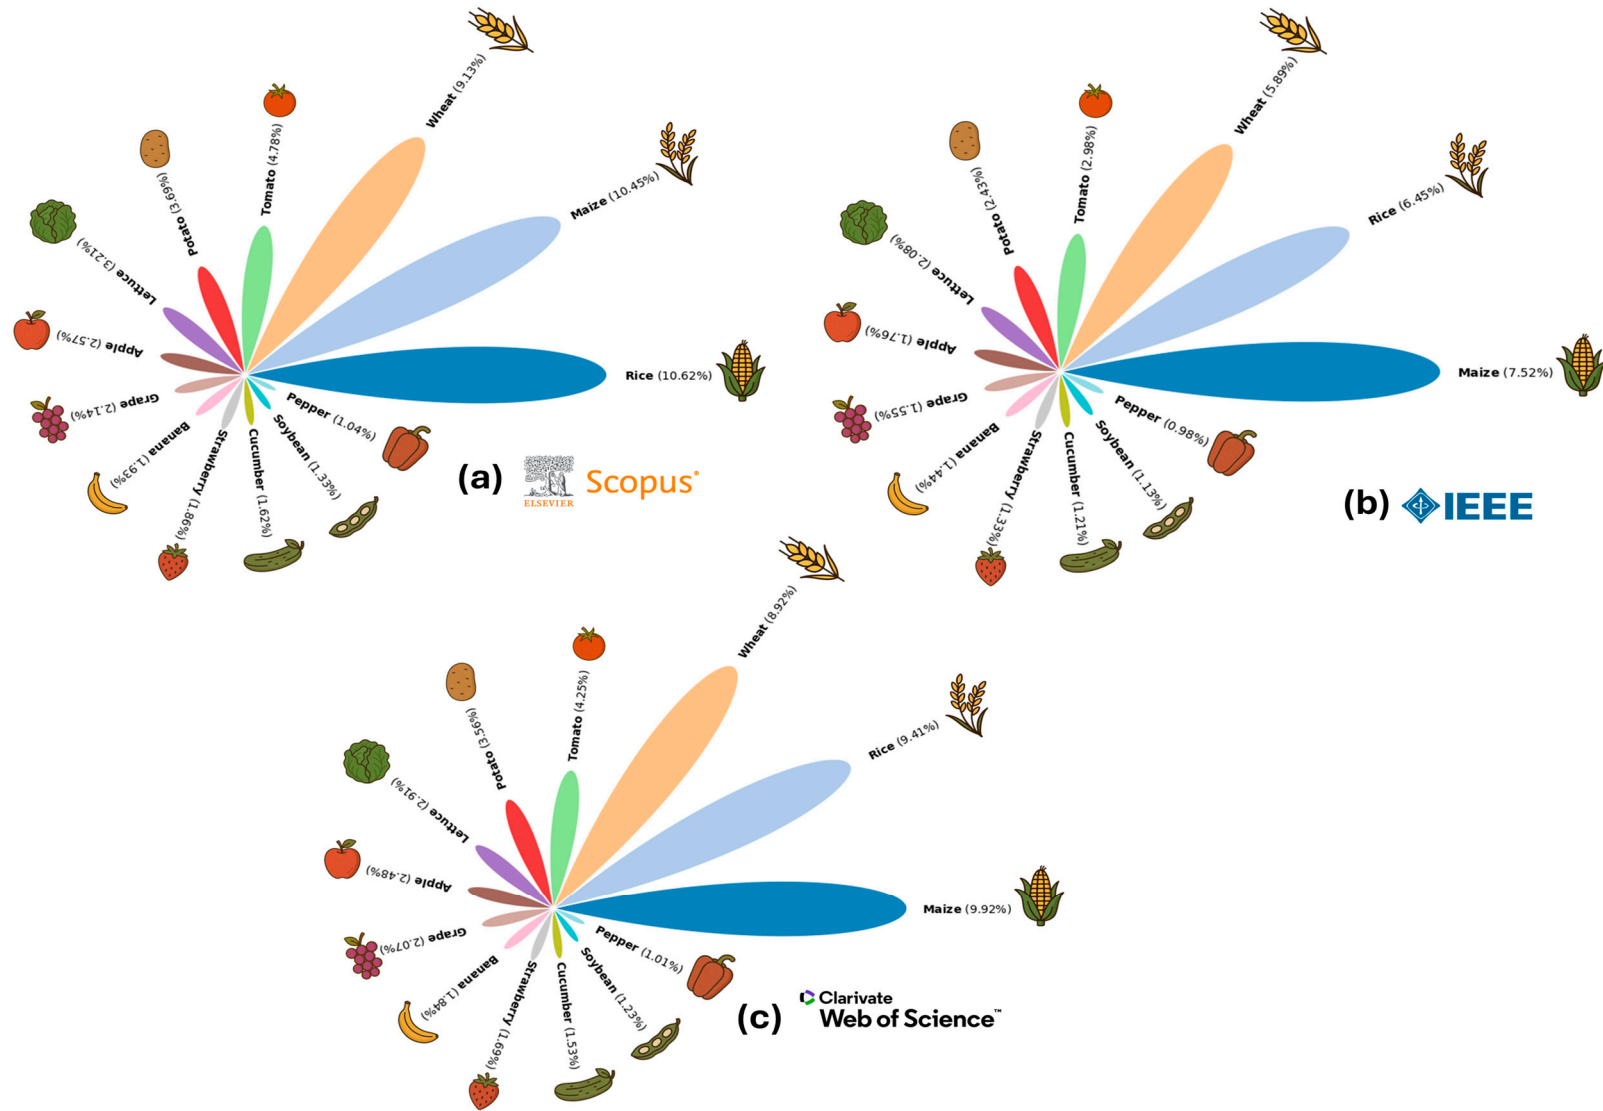 Wheat (9.13%)
Maize (10.45%)
Rice (10.62%)
Tomato (4.78%)
Potato (3.69%)
Lettuce (3.21%)
Apple (2.57%)
Grape (2.14%)
Banana (1.93%)
Strawberry (1.86%)
Cucumber (1.62%)
Soybean (1.33%)
Pepper (1.04%)
(a)
ELSEVIER
Scopus®
Wheat (5.89%)
Rice (6.45%)
Maize (7.52%)
Tomato (2.98%)
Potato (2.43%)
Lettuce (2.08%)
Apple (1.76%)
Grape (1.55%)
Banana (1.44%)
Strawberry (1.33%)
Cucumber (1.21%)
Soybean (1.13%)
Pepper (0.98%)
(b)
IEEE
Wheat (8.92%)
Rice (9.41%)
Maize (9.92%)
Tomato (4.25%)
Potato (3.56%)
Lettuce (2.91%)
Apple (2.48%)
Grape (2.07%)
Banana (1.84%)
Strawberry (1.69%)
Cucumber (1.53%)
Soybean (1.23%)
Pepper (1.01%)
(c)
Clarivate
Web of Science™